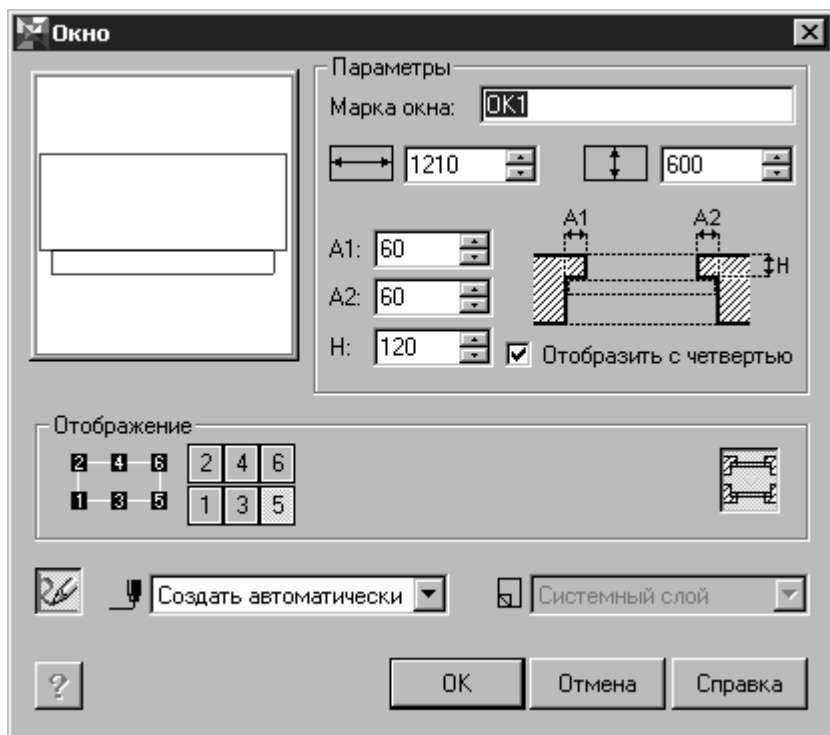 Окно
Параметры
Марка окна: ОК1
1210 600
A1 A2
A1: 60
H
A2: 60
H: 120
Отобразить с четвертью
Отображение
2 4 6 2 4 6
1 3 5 1 3 5
Создать автоматически Системный слой
? OK Отмена Справка